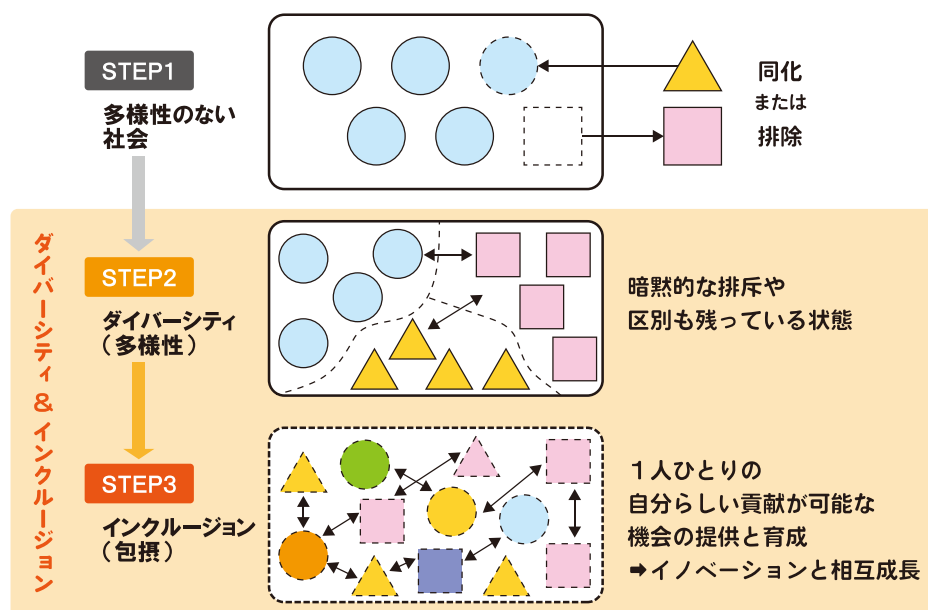 STEP1
多様性のない
社会
同化
または
排除
ダイバーシティ & インクルージョン
STEP2
ダイバーシティ
(多様性)
暗黙的な排斥や
区別も残っている状態
STEP3
インクルージョン
(包摂)
1人ひとりの
自分らしい貢献が可能な
機会の提供と育成
➡イノベーションと相互成長